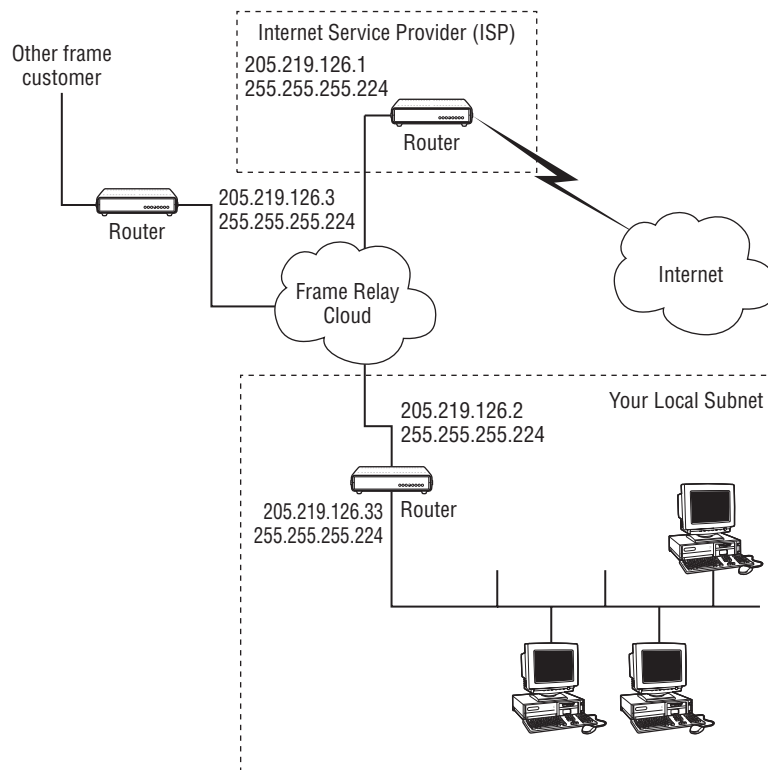 Internet Service Provider (ISP)
205.219.126.1
255.255.255.224
Router
Other frame
customer
205.219.126.3
255.255.255.224
Router
Internet
Frame Relay
Cloud
Your Local Subnet
205.219.126.2
255.255.255.224
205.219.126.33
255.255.255.224
Router